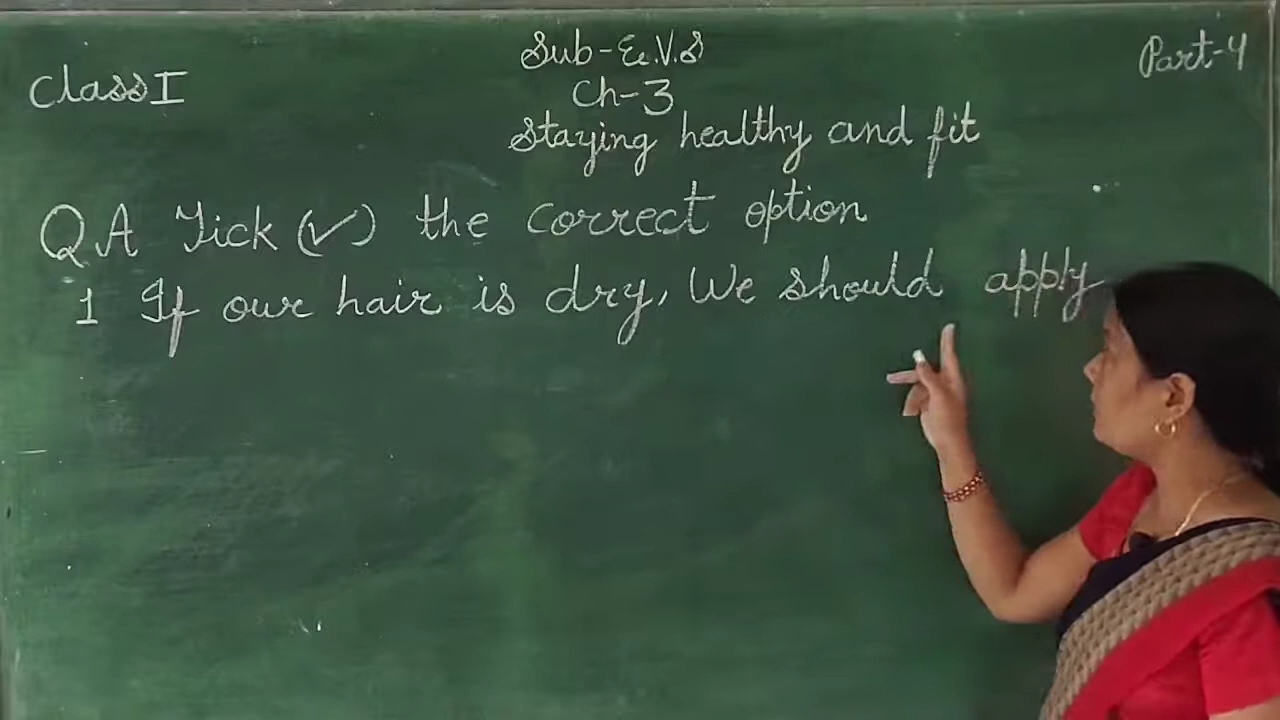 Sub-E.V.S
Part-4
Class I
Ch-3
Staying healthy and fit
Q A Tick (✓) the correct option
1 If our hair is dry, We should apply